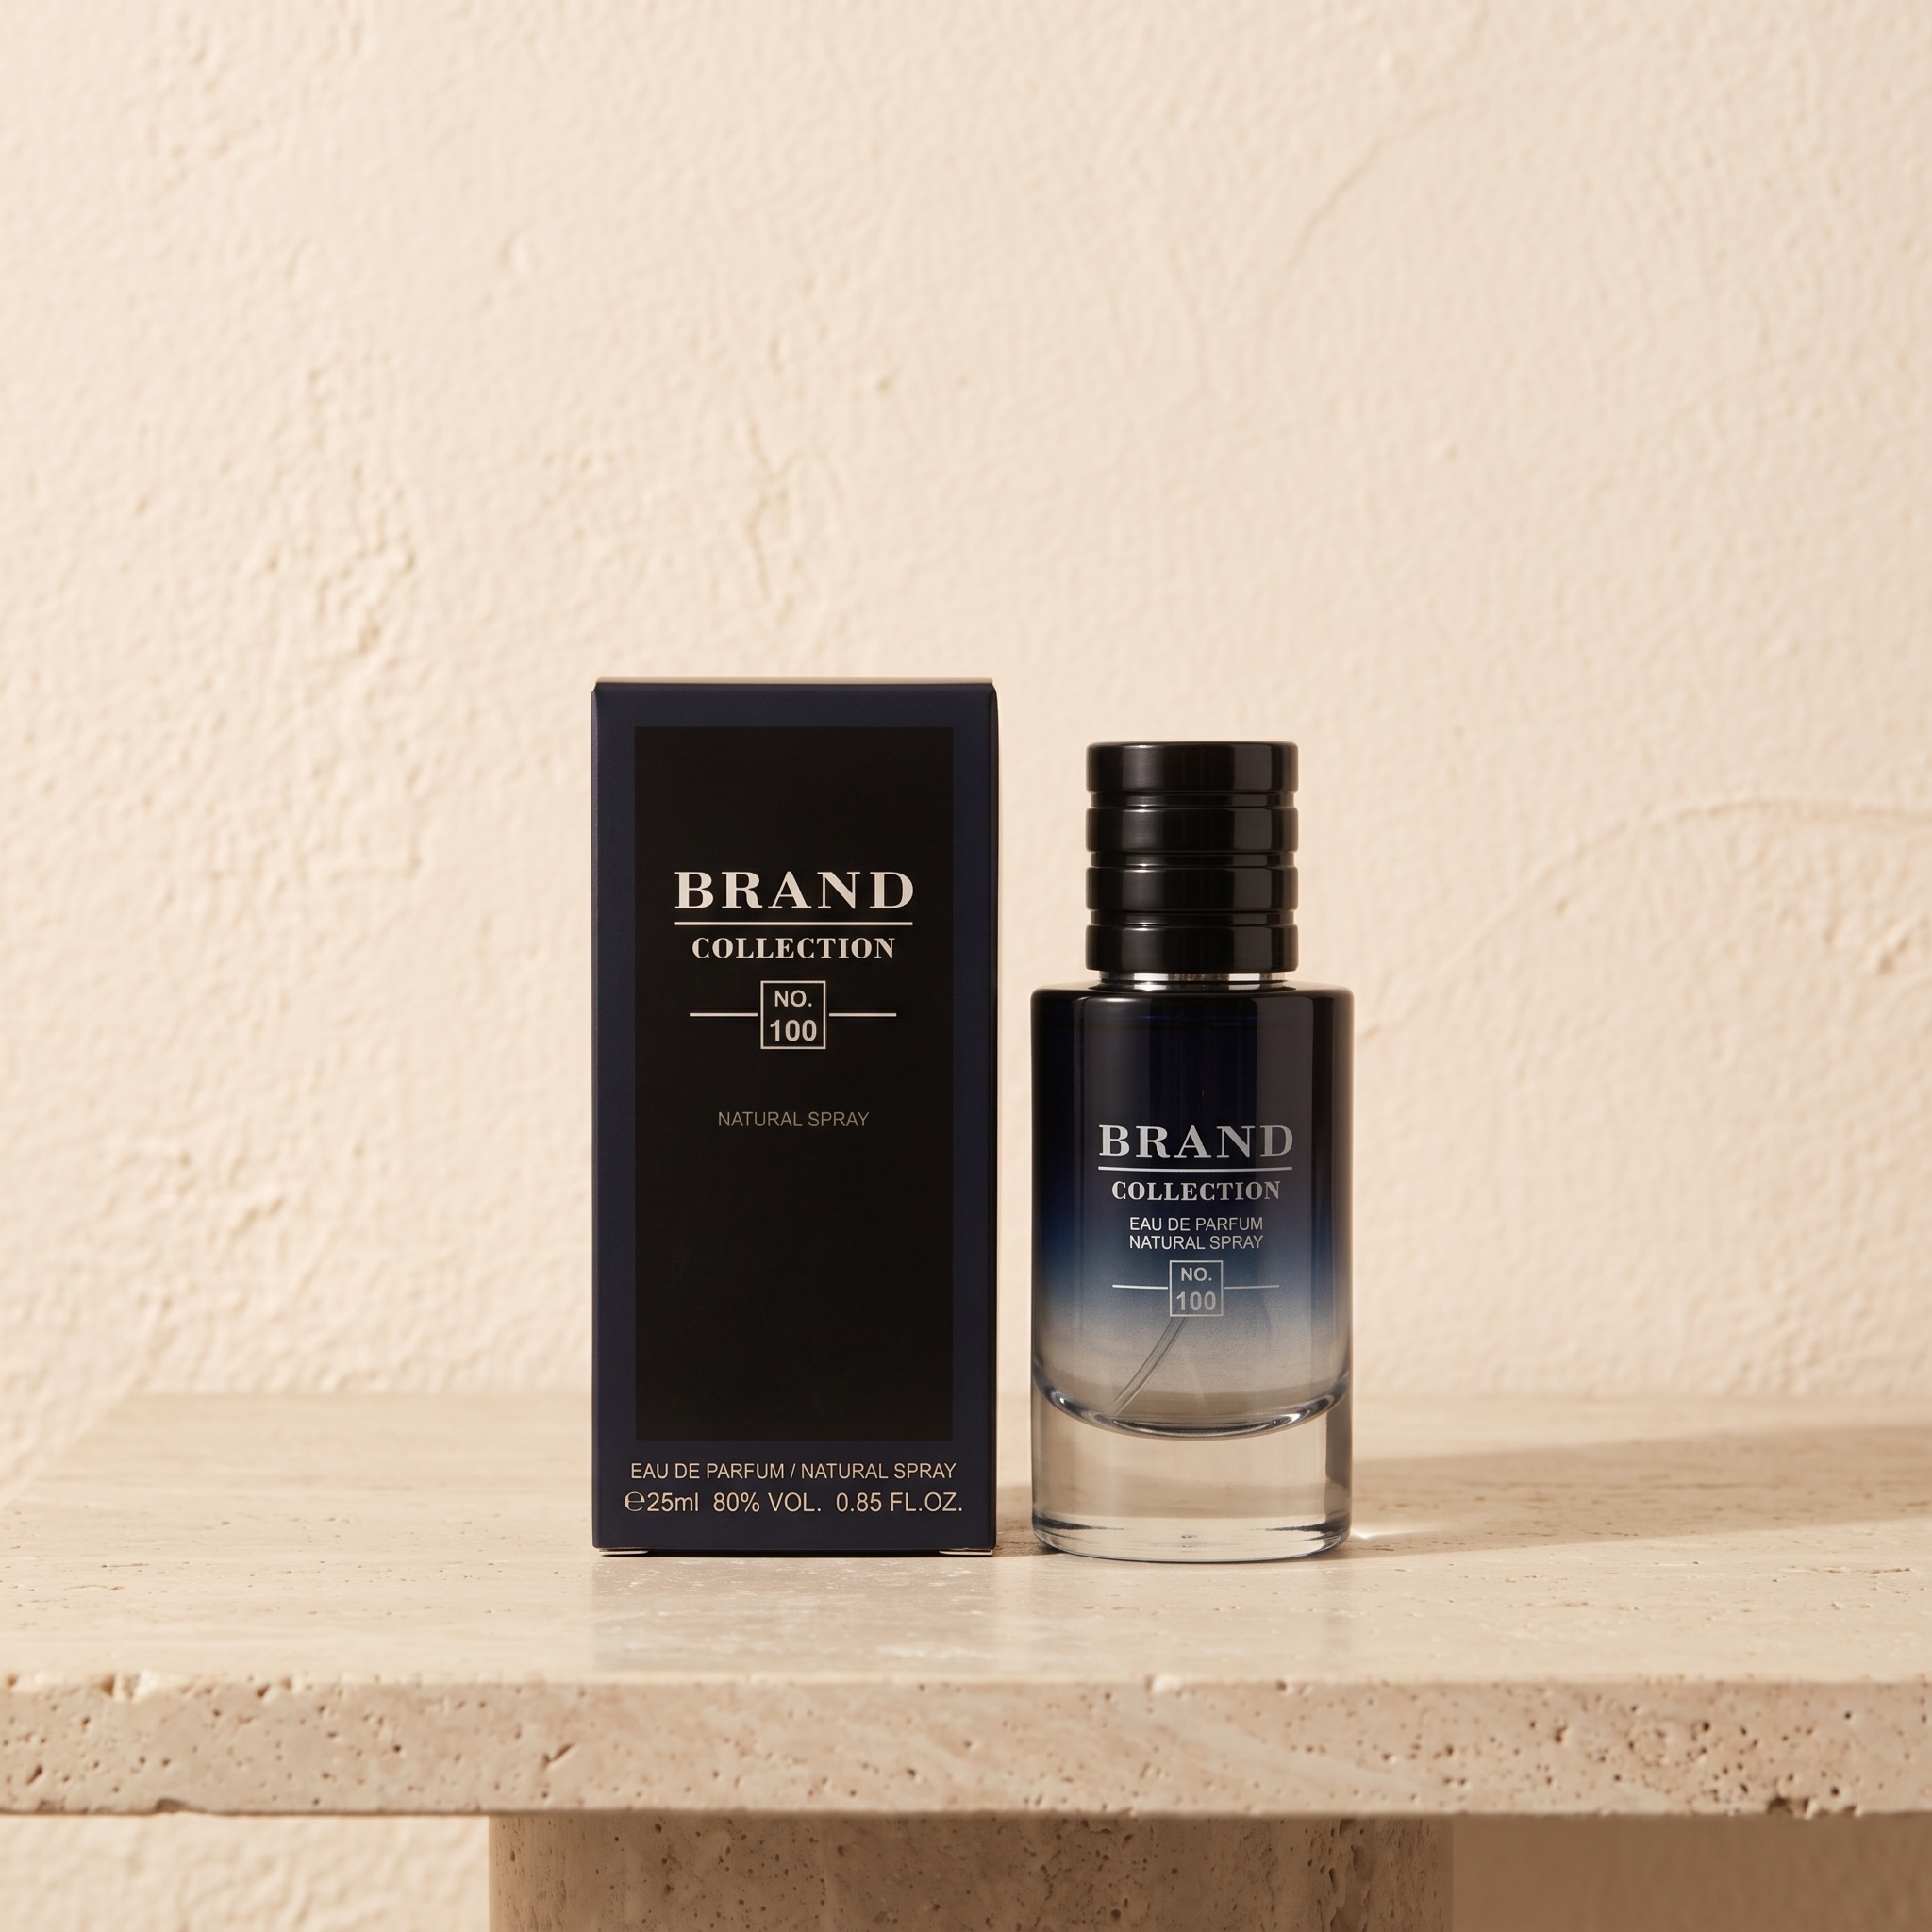 BRAND
COLLECTION
NO.
100
NATURAL SPRAY
EAU DE PARFUM / NATURAL SPRAY
℮25ml 80% VOL. 0.85 FL.OZ.
BRAND
COLLECTION
EAU DE PARFUM
NATURAL SPRAY
NO.
100